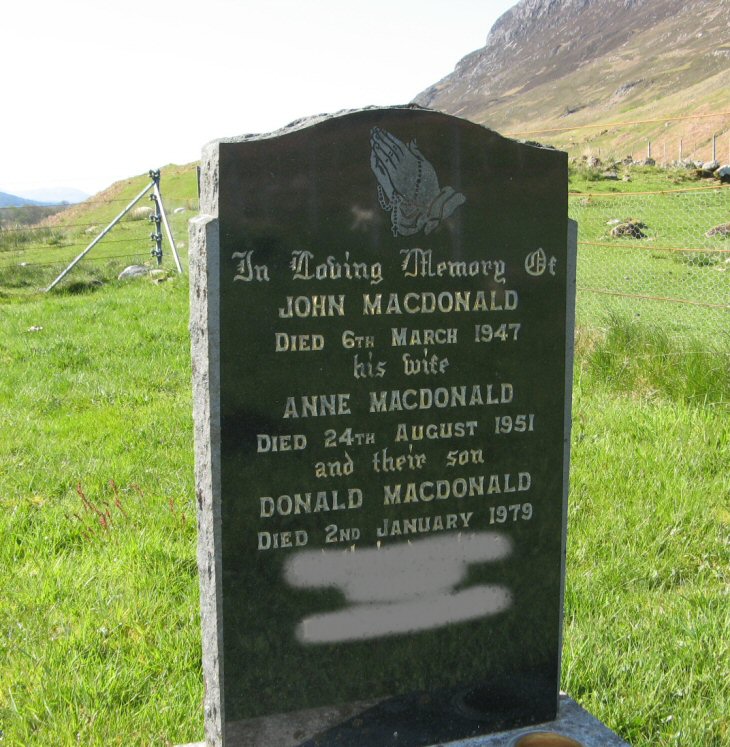 In Loving Memory Of
JOHN MACDONALD
DIED 6TH MARCH 1947
his wife
ANNE MACDONALD
DIED 24TH AUGUST 1951
and their son
DONALD MACDONALD
DIED 2ND JANUARY 1979